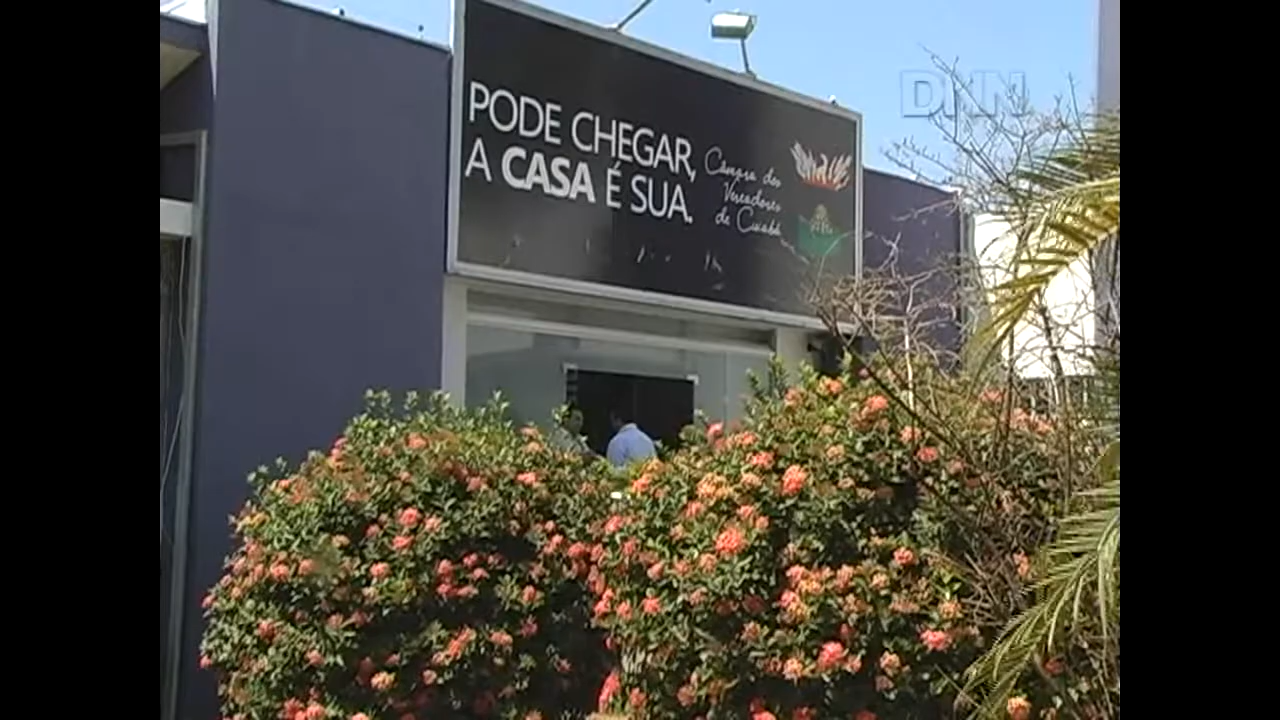 PODE CHEGAR,
A CASA É SUA.
Câmara dos
Vereadores
de Cuiabá
DNN